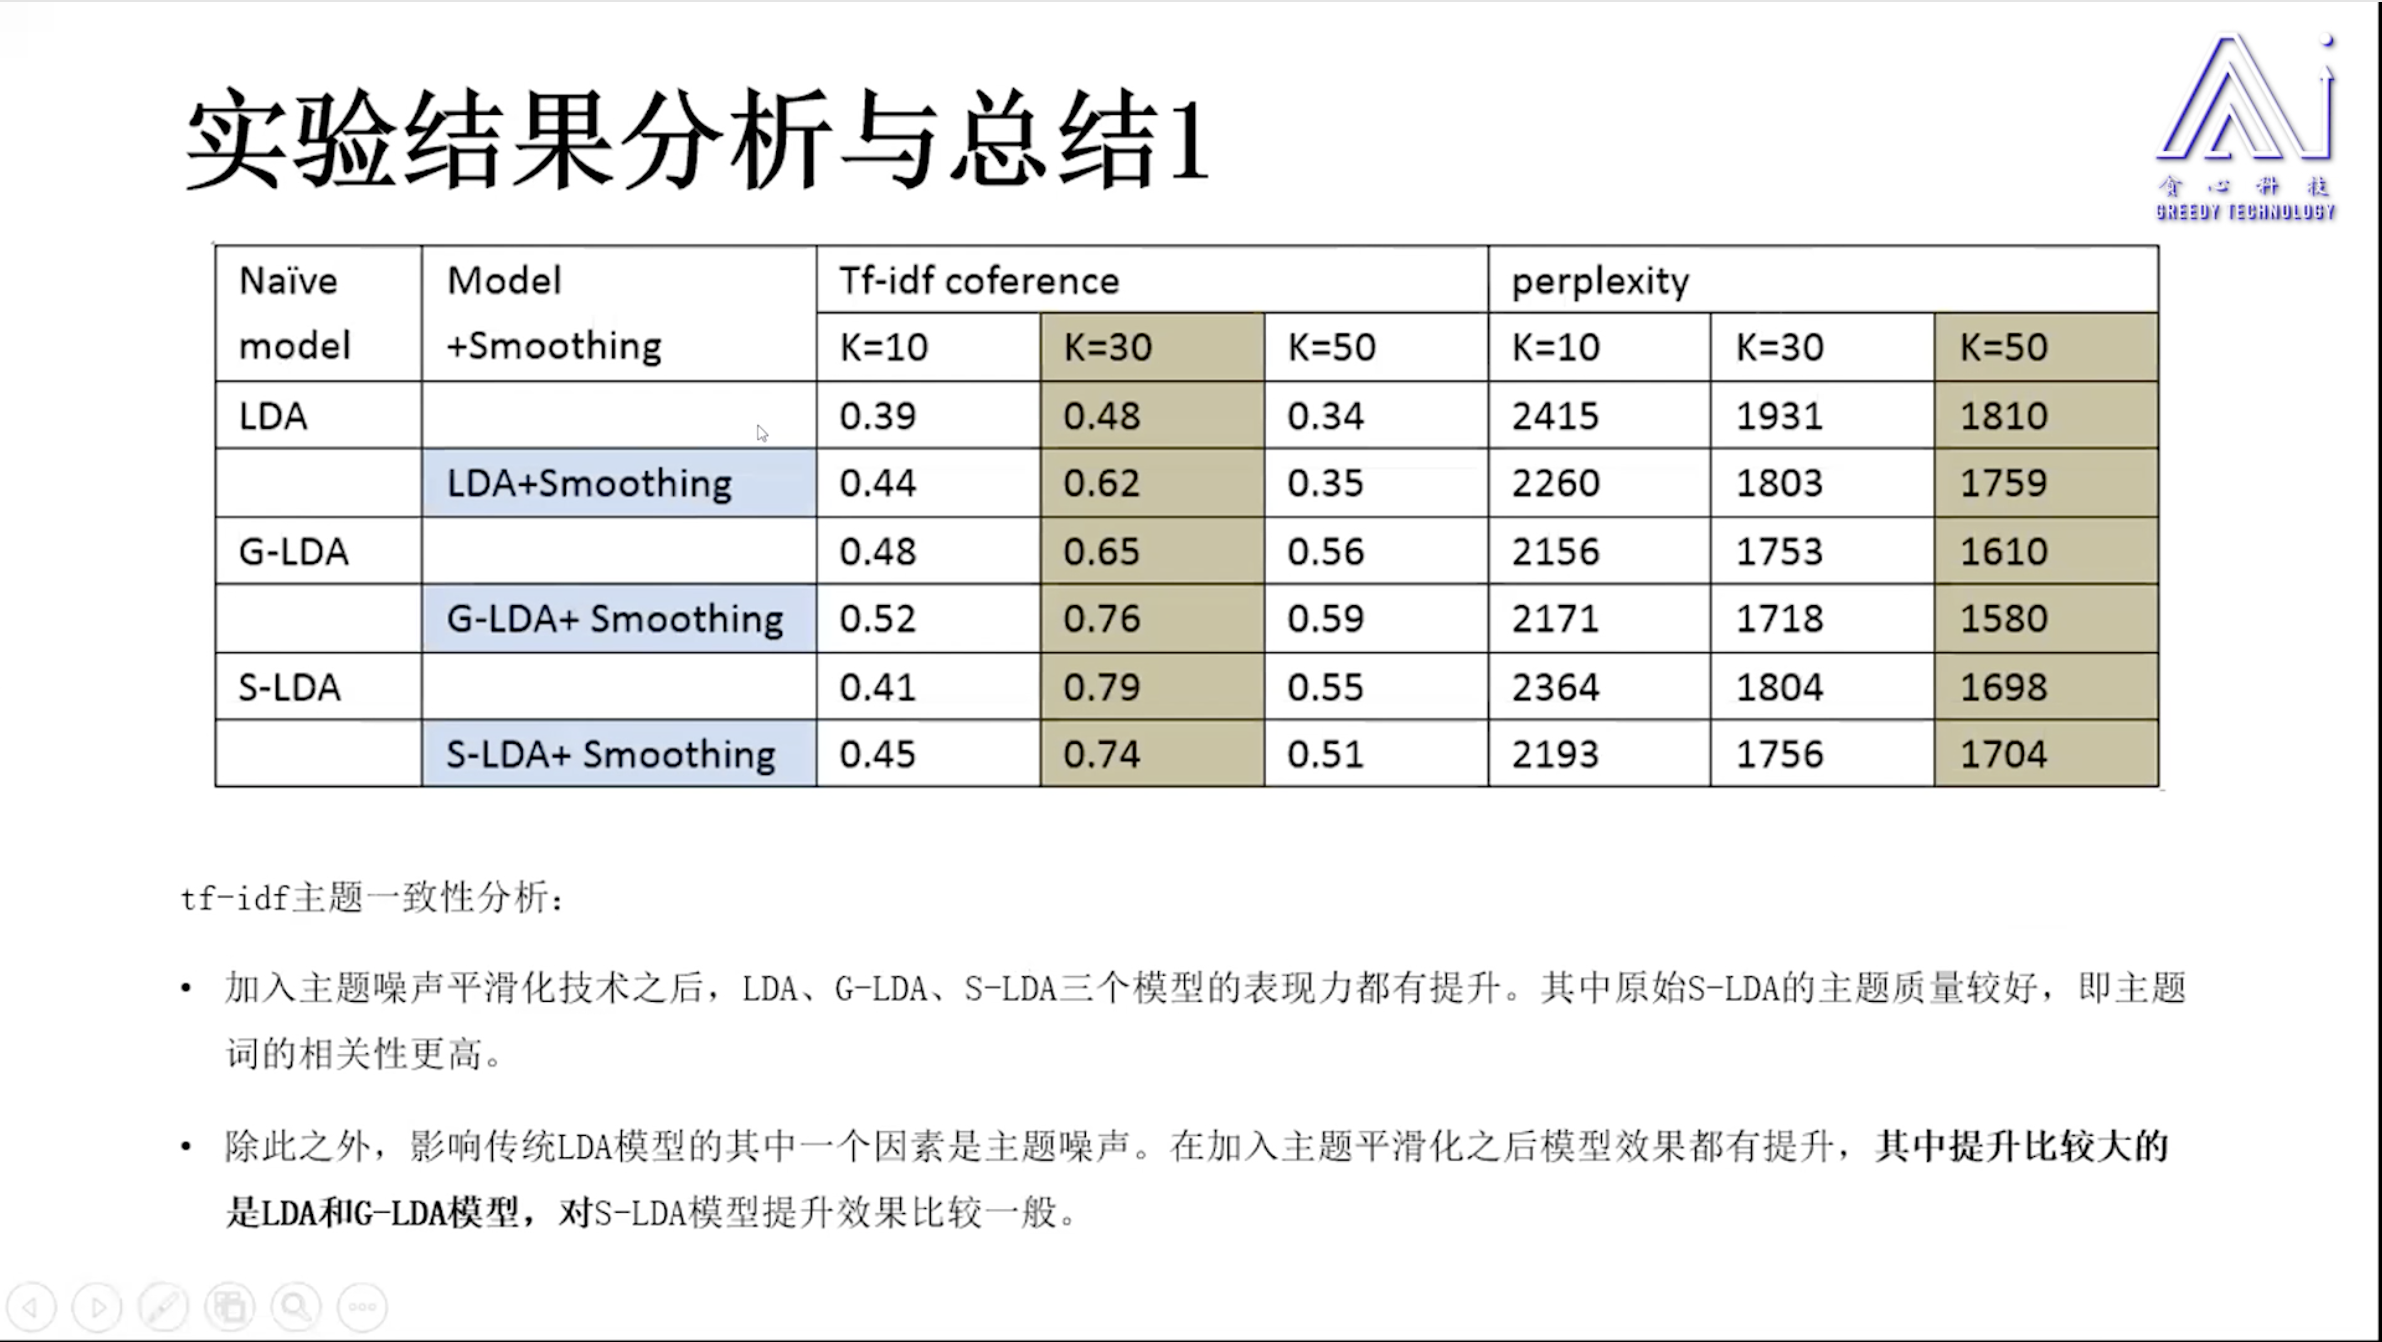 实验结果分析与总结1
贪心科技
GREEDY TECHNOLOGY
Naïve model Model +Smoothing Tf-idf coference perplexity
K=10 K=30 K=50 K=10 K=30 K=50
LDA 0.39 0.48 0.34 2415 1931 1810
LDA+Smoothing 0.44 0.62 0.35 2260 1803 1759
G-LDA 0.48 0.65 0.56 2156 1753 1610
G-LDA+ Smoothing 0.52 0.76 0.59 2171 1718 1580
S-LDA 0.41 0.79 0.55 2364 1804 1698
S-LDA+ Smoothing 0.45 0.74 0.51 2193 1756 1704
tf-idf主题一致性分析：
• 加入主题噪声平滑化技术之后，LDA、G-LDA、S-LDA三个模型的表现力都有提升。其中原始S-LDA的主题质量较好，即主题
词的相关性更高。
• 除此之外，影响传统LDA模型的其中一个因素是主题噪声。在加入主题平滑化之后模型效果都有提升，其中提升比较大的
是LDA和G-LDA模型，对S-LDA模型提升效果比较一般。